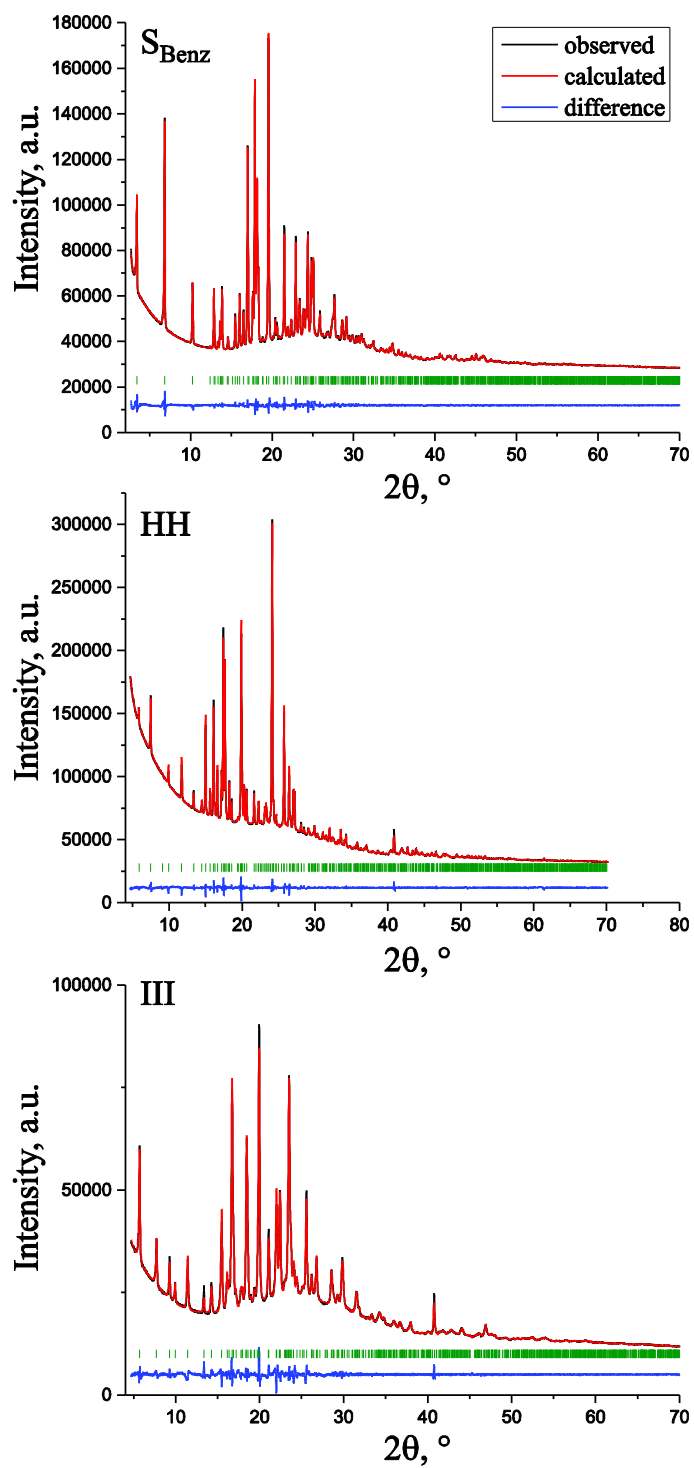 S_Benz
observed
calculated
difference
Intensity, a.u.
180000
160000
140000
120000
100000
80000
60000
40000
20000
0
10 20 30 40 50 60 70
2θ, °
HH
Intensity, a.u.
300000
250000
200000
150000
100000
50000
0
10 20 30 40 50 60 70 80
2θ, °
III
Intensity, a.u.
100000
50000
0
10 20 30 40 50 60 70
2θ, °